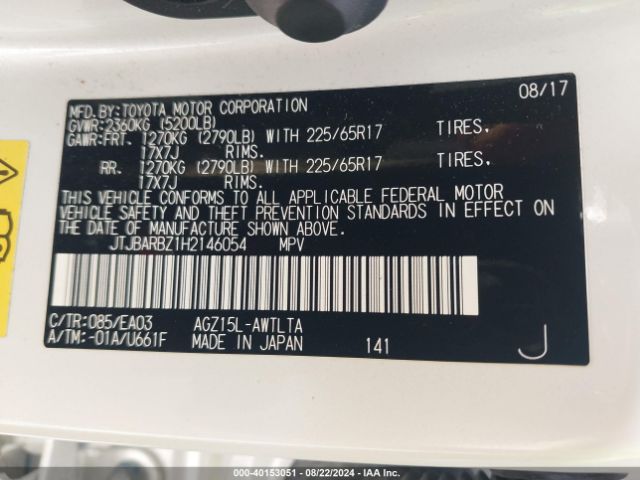 08/17
MFD.BY:TOYOTA MOTOR CORPORATION
GVWR:2360KG (5200LB)
GAWR:FRT. 1270KG (2790LB) WITH 225/65R17 TIRES.
17X7J RIMS.
RR. 1270KG (2790LB) WITH 225/65R17 TIRES.
17X7J RIMS.
THIS VEHICLE CONFORMS TO ALL APPLICABLE FEDERAL MOTOR
VEHICLE SAFETY AND THEFT PREVENTION STANDARDS IN EFFECT ON
THE DATE OF MANUFACTURE SHOWN ABOVE.
JTJBARBZ1H2146054 MPV
C/TR:085/EA03 AGZ15L-AWTLTA
A/TM:-01A/U661F MADE IN JAPAN 141 J
000-40153051 - 08/22/2024 - IAA, Inc.